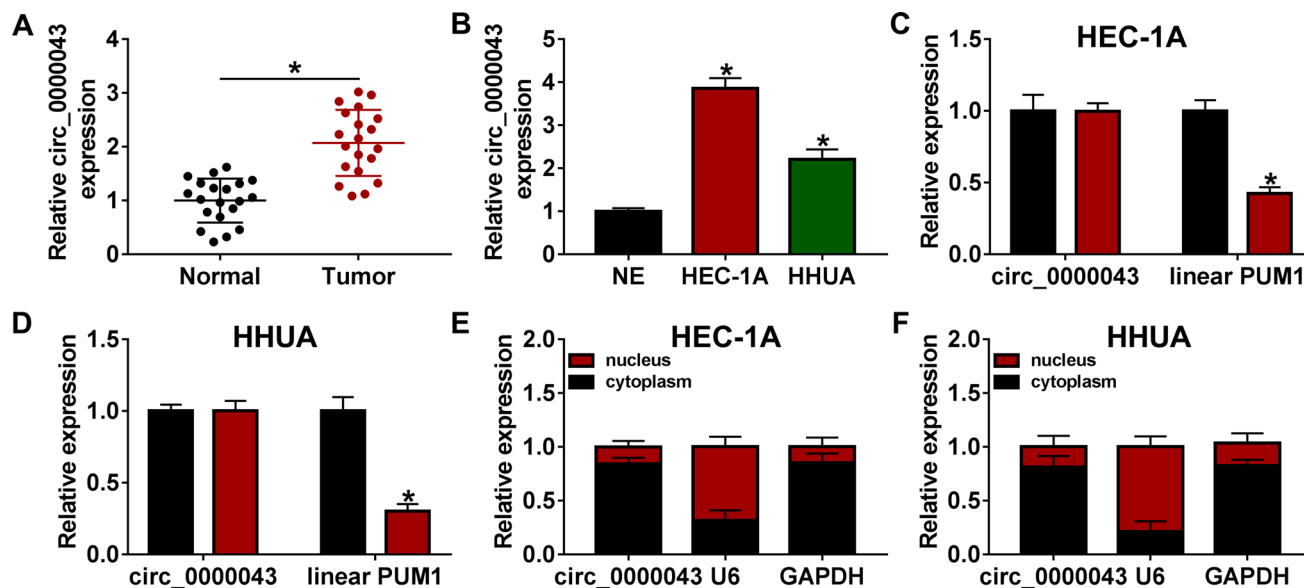 A
Relative circ_0000043
expression
4
3
2
1
0
*
Normal
Tumor
B
Relative circ_0000043
expression
5
4
3
2
1
0
*
*
NE
HEC-1A
HHUA
C
HEC-1A
Relative expression
1.5
1.0
0.5
0.0
*
circ_0000043
linear PUM1
D
HHUA
Relative expression
1.5
1.0
0.5
0.0
*
circ_0000043
linear PUM1
E
HEC-1A
Relative expression
2.0
1.5
1.0
0.5
0.0
nucleus
cytoplasm
circ_0000043
U6
GAPDH
F
HHUA
Relative expression
2.0
1.5
1.0
0.5
0.0
nucleus
cytoplasm
circ_0000043
U6
GAPDH